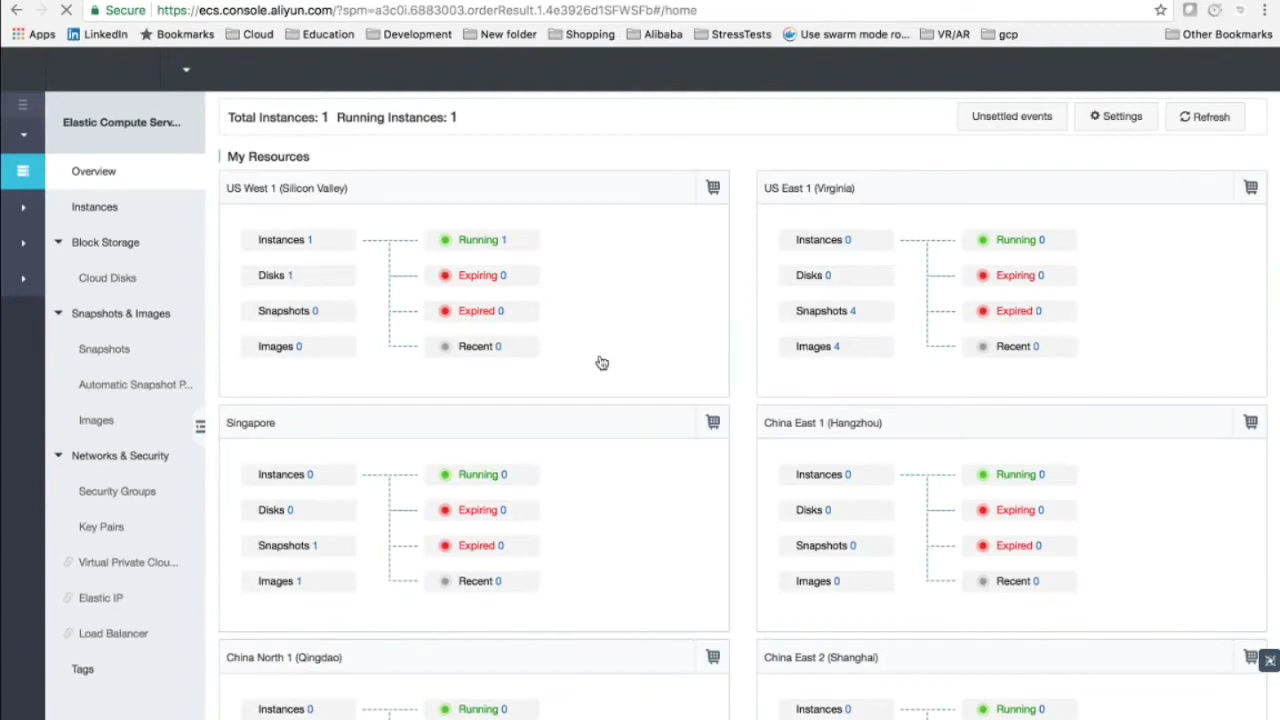 Secure https://ecs.console.aliyun.com/?spm=a3c0i.6883003.orderResult.1.4e3926d1SFWSFb#/home
Apps LinkedIn Bookmarks Cloud Education Development New folder Shopping Alibaba StressTests Use swarm mode ro... VR/AR gcp Other Bookmarks
Elastic Compute Serv...
Overview
Instances
Block Storage
Cloud Disks
Snapshots & Images
Snapshots
Automatic Snapshot P...
Images
Networks & Security
Security Groups
Key Pairs
Virtual Private Clou...
Elastic IP
Load Balancer
Tags
Total Instances: 1 Running Instances: 1
Unsettled events Settings Refresh
My Resources
US West 1 (Silicon Valley)
Instances 1 Running 1
Disks 1 Expiring 0
Snapshots 0 Expired 0
Images 0 Recent 0
US East 1 (Virginia)
Instances 0 Running 0
Disks 0 Expiring 0
Snapshots 4 Expired 0
Images 4 Recent 0
Singapore
Instances 0 Running 0
Disks 0 Expiring 0
Snapshots 1 Expired 0
Images 1 Recent 0
China East 1 (Hangzhou)
Instances 0 Running 0
Disks 0 Expiring 0
Snapshots 0 Expired 0
Images 0 Recent 0
China North 1 (Qingdao)
Instances 0 Running 0
China East 2 (Shanghai)
Instances 0 Running 0